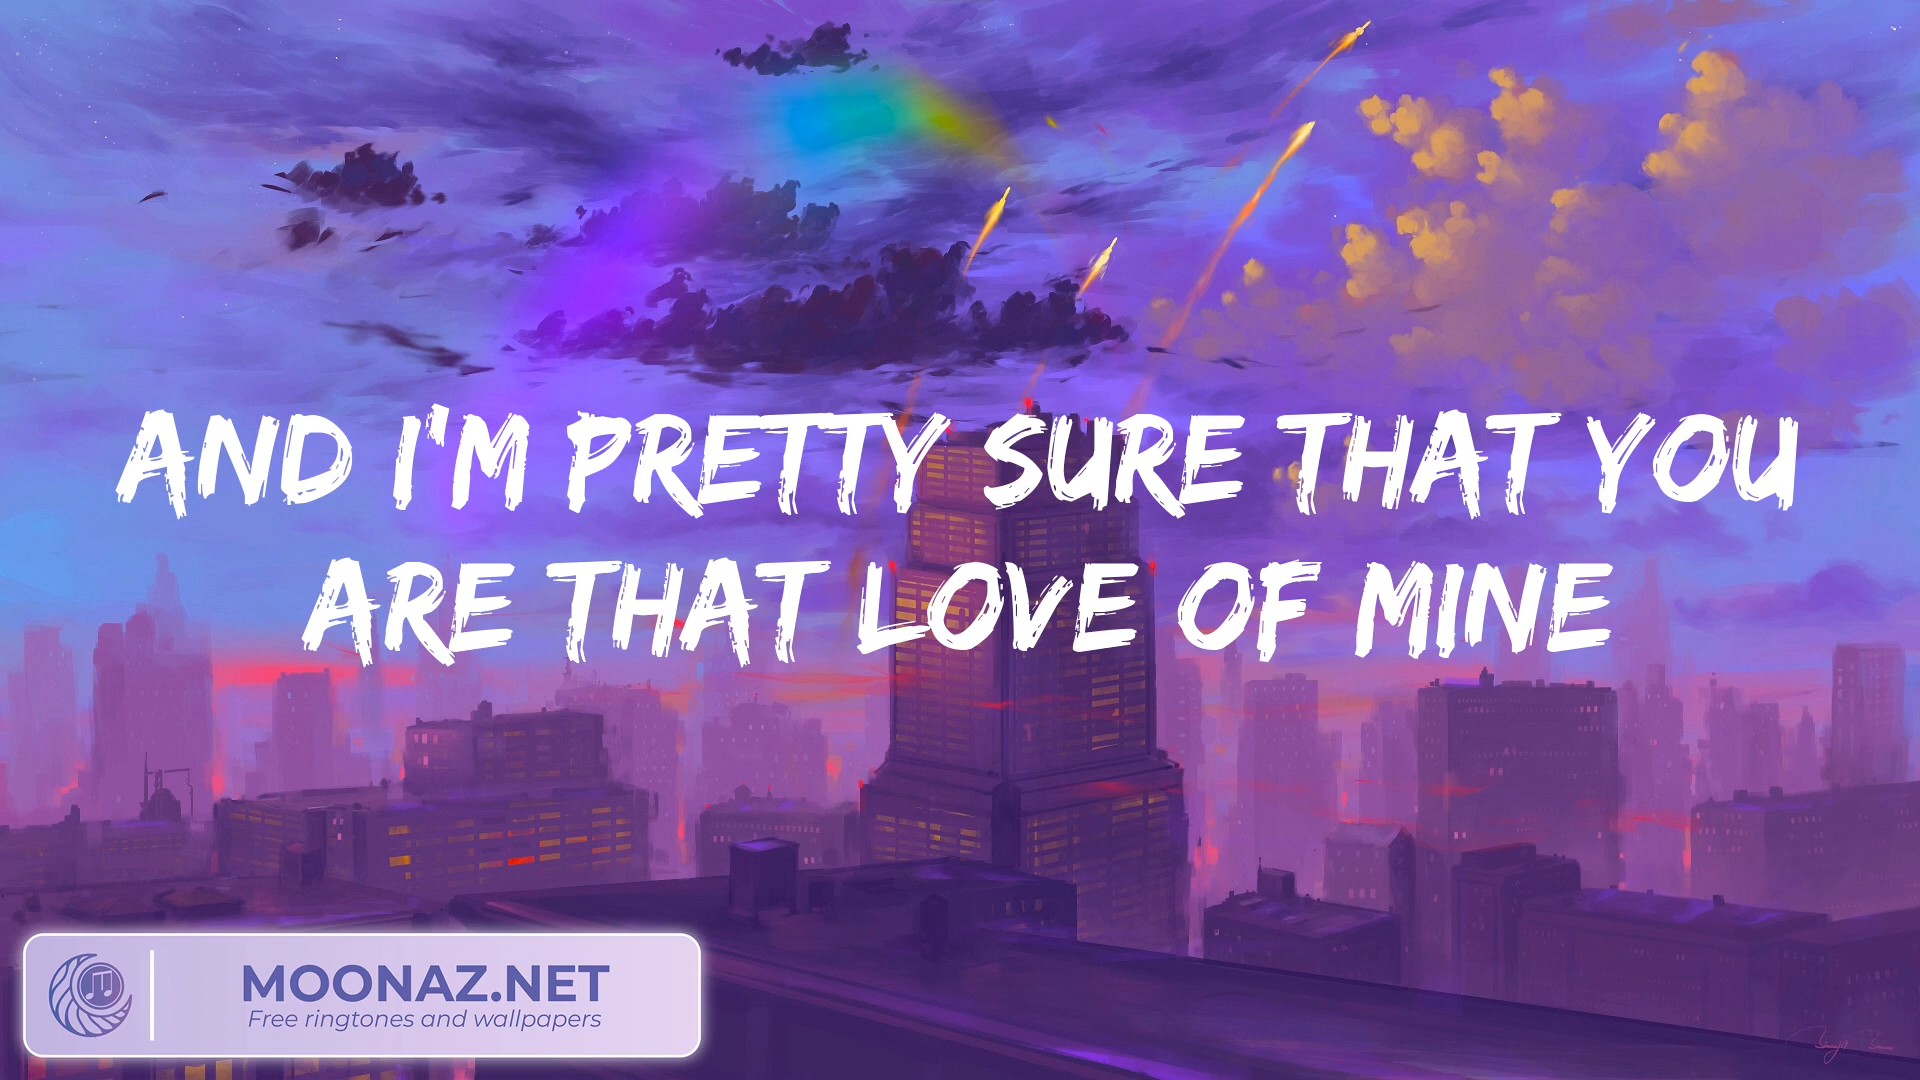 AND I'M PRETTY SURE THAT YOU
ARE THAT LOVE OF MINE
MOONAZ.NET
Free ringtones and wallpapers